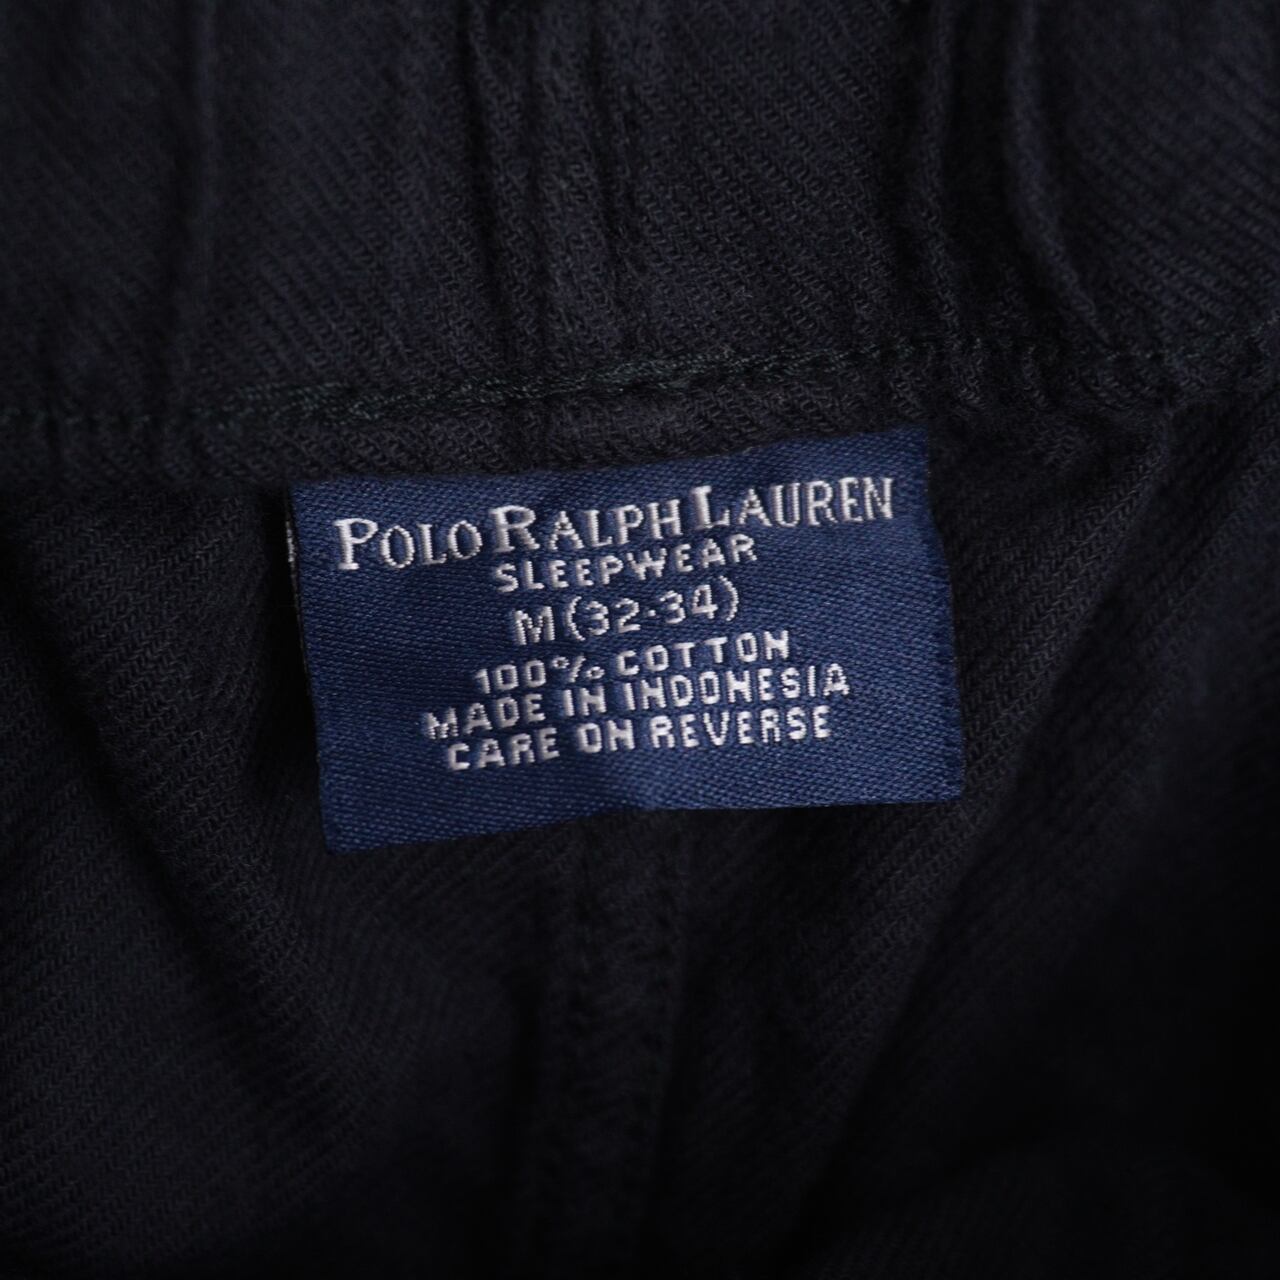 POLO RALPH LAUREN
SLEEPWEAR
M (32-34)
100% COTTON
MADE IN INDONESIA
CARE ON REVERSE